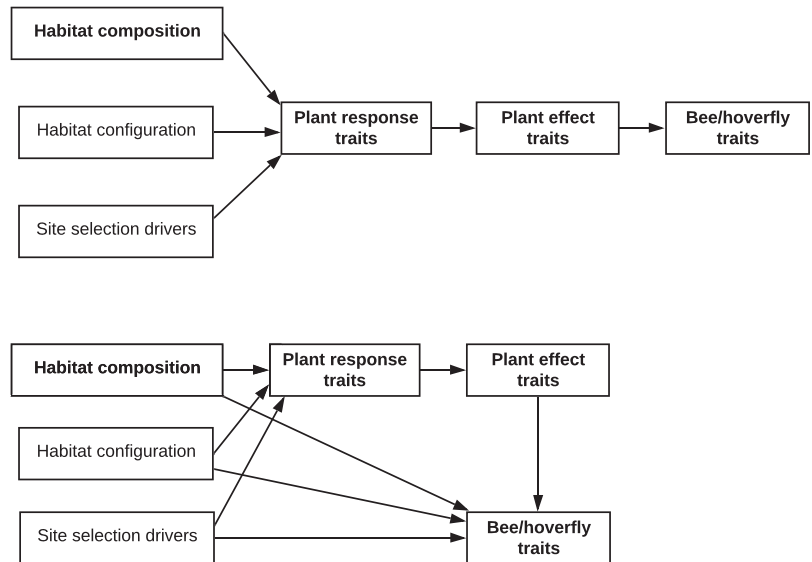 Habitat composition
Habitat configuration
Site selection drivers
Plant response
traits
Plant effect
traits
Bee/hoverfly
traits
Habitat composition
Habitat configuration
Site selection drivers
Plant response
traits
Plant effect
traits
Bee/hoverfly
traits